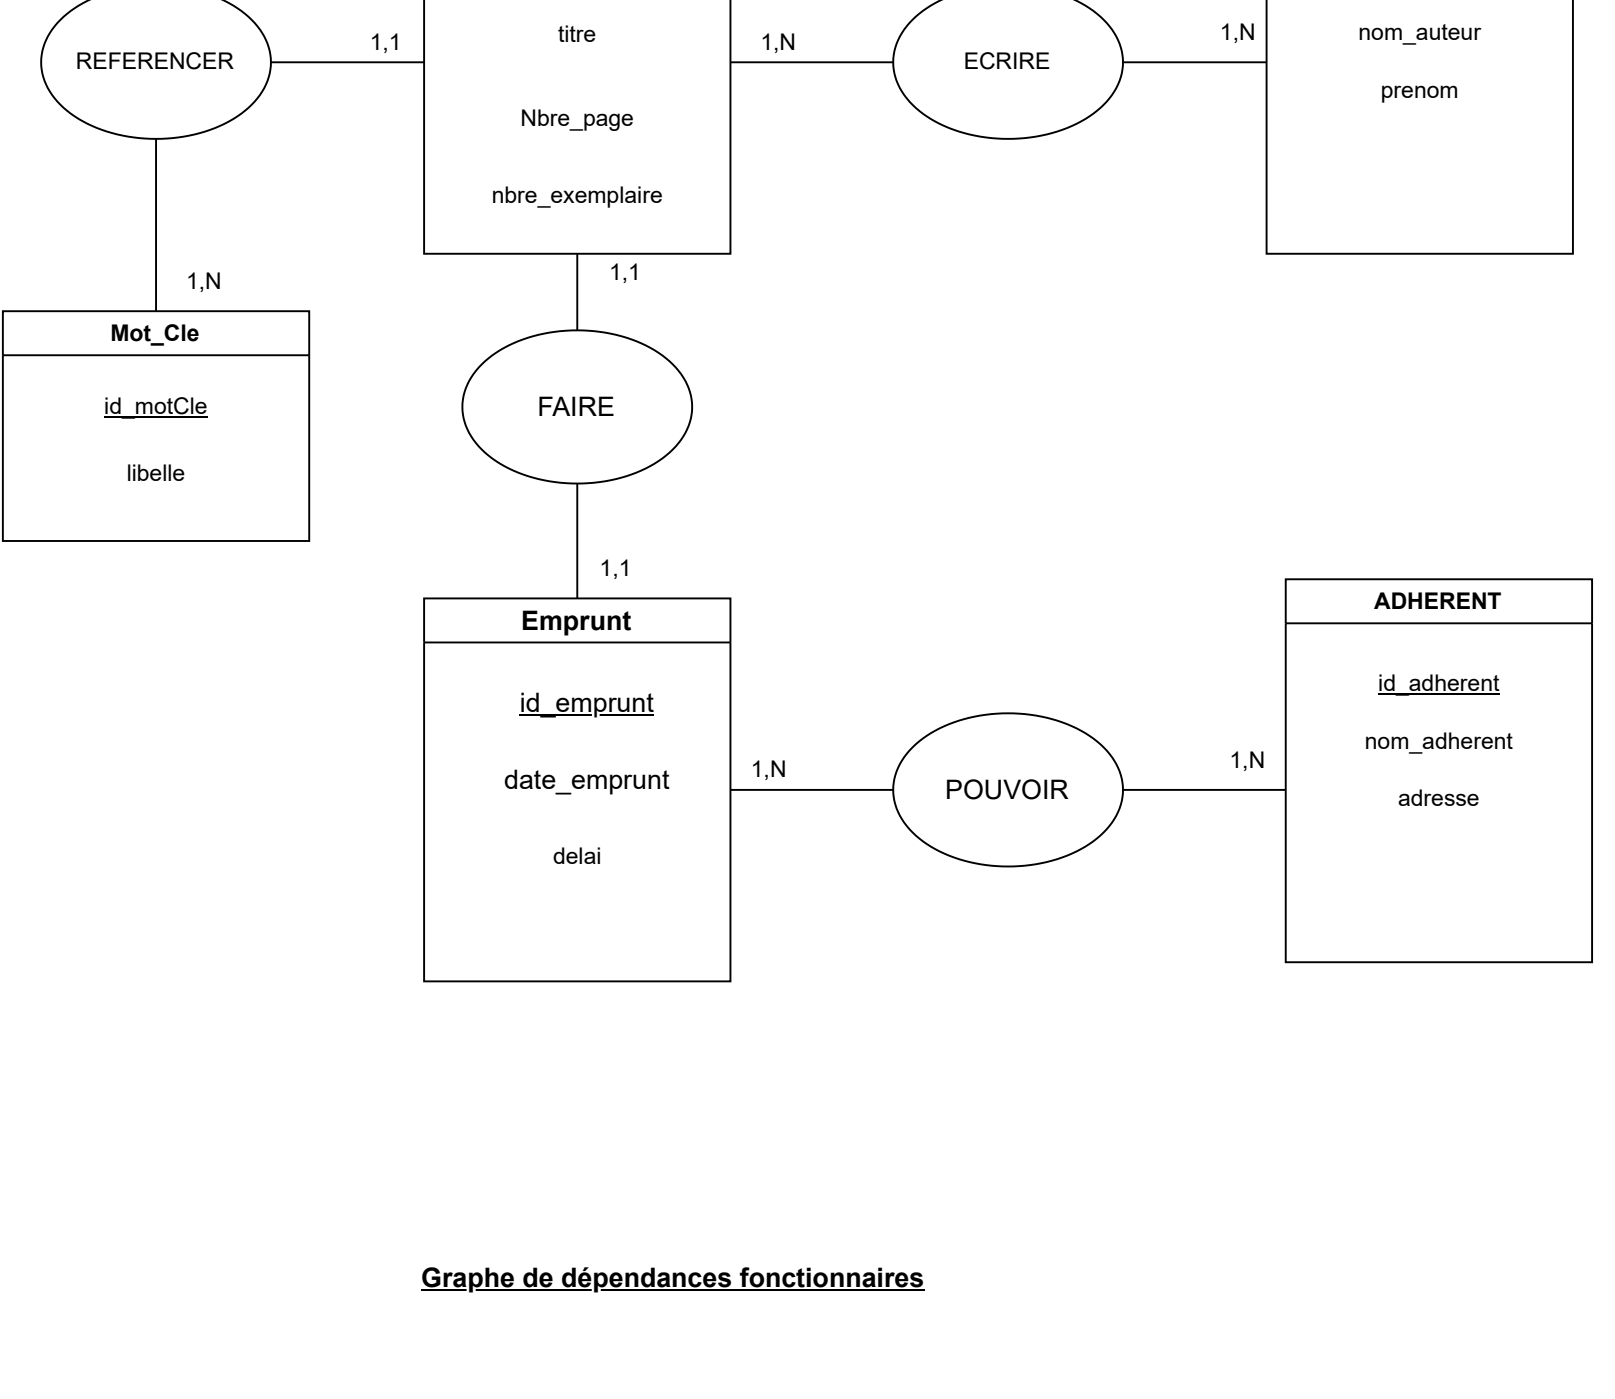 titre
nom_auteur
1,1
1,N
1,N
REFERENCER
ECRIRE
prenom
Nbre_page
nbre_exemplaire
1,1
1,N
Mot_Cle
id_motCle
libelle
FAIRE
1,1
Emprunt
id_emprunt
date_emprunt
delai
1,N
POUVOIR
1,N
ADHERENT
id_adherent
nom_adherent
adresse
Graphe de dépendances fonctionnaires